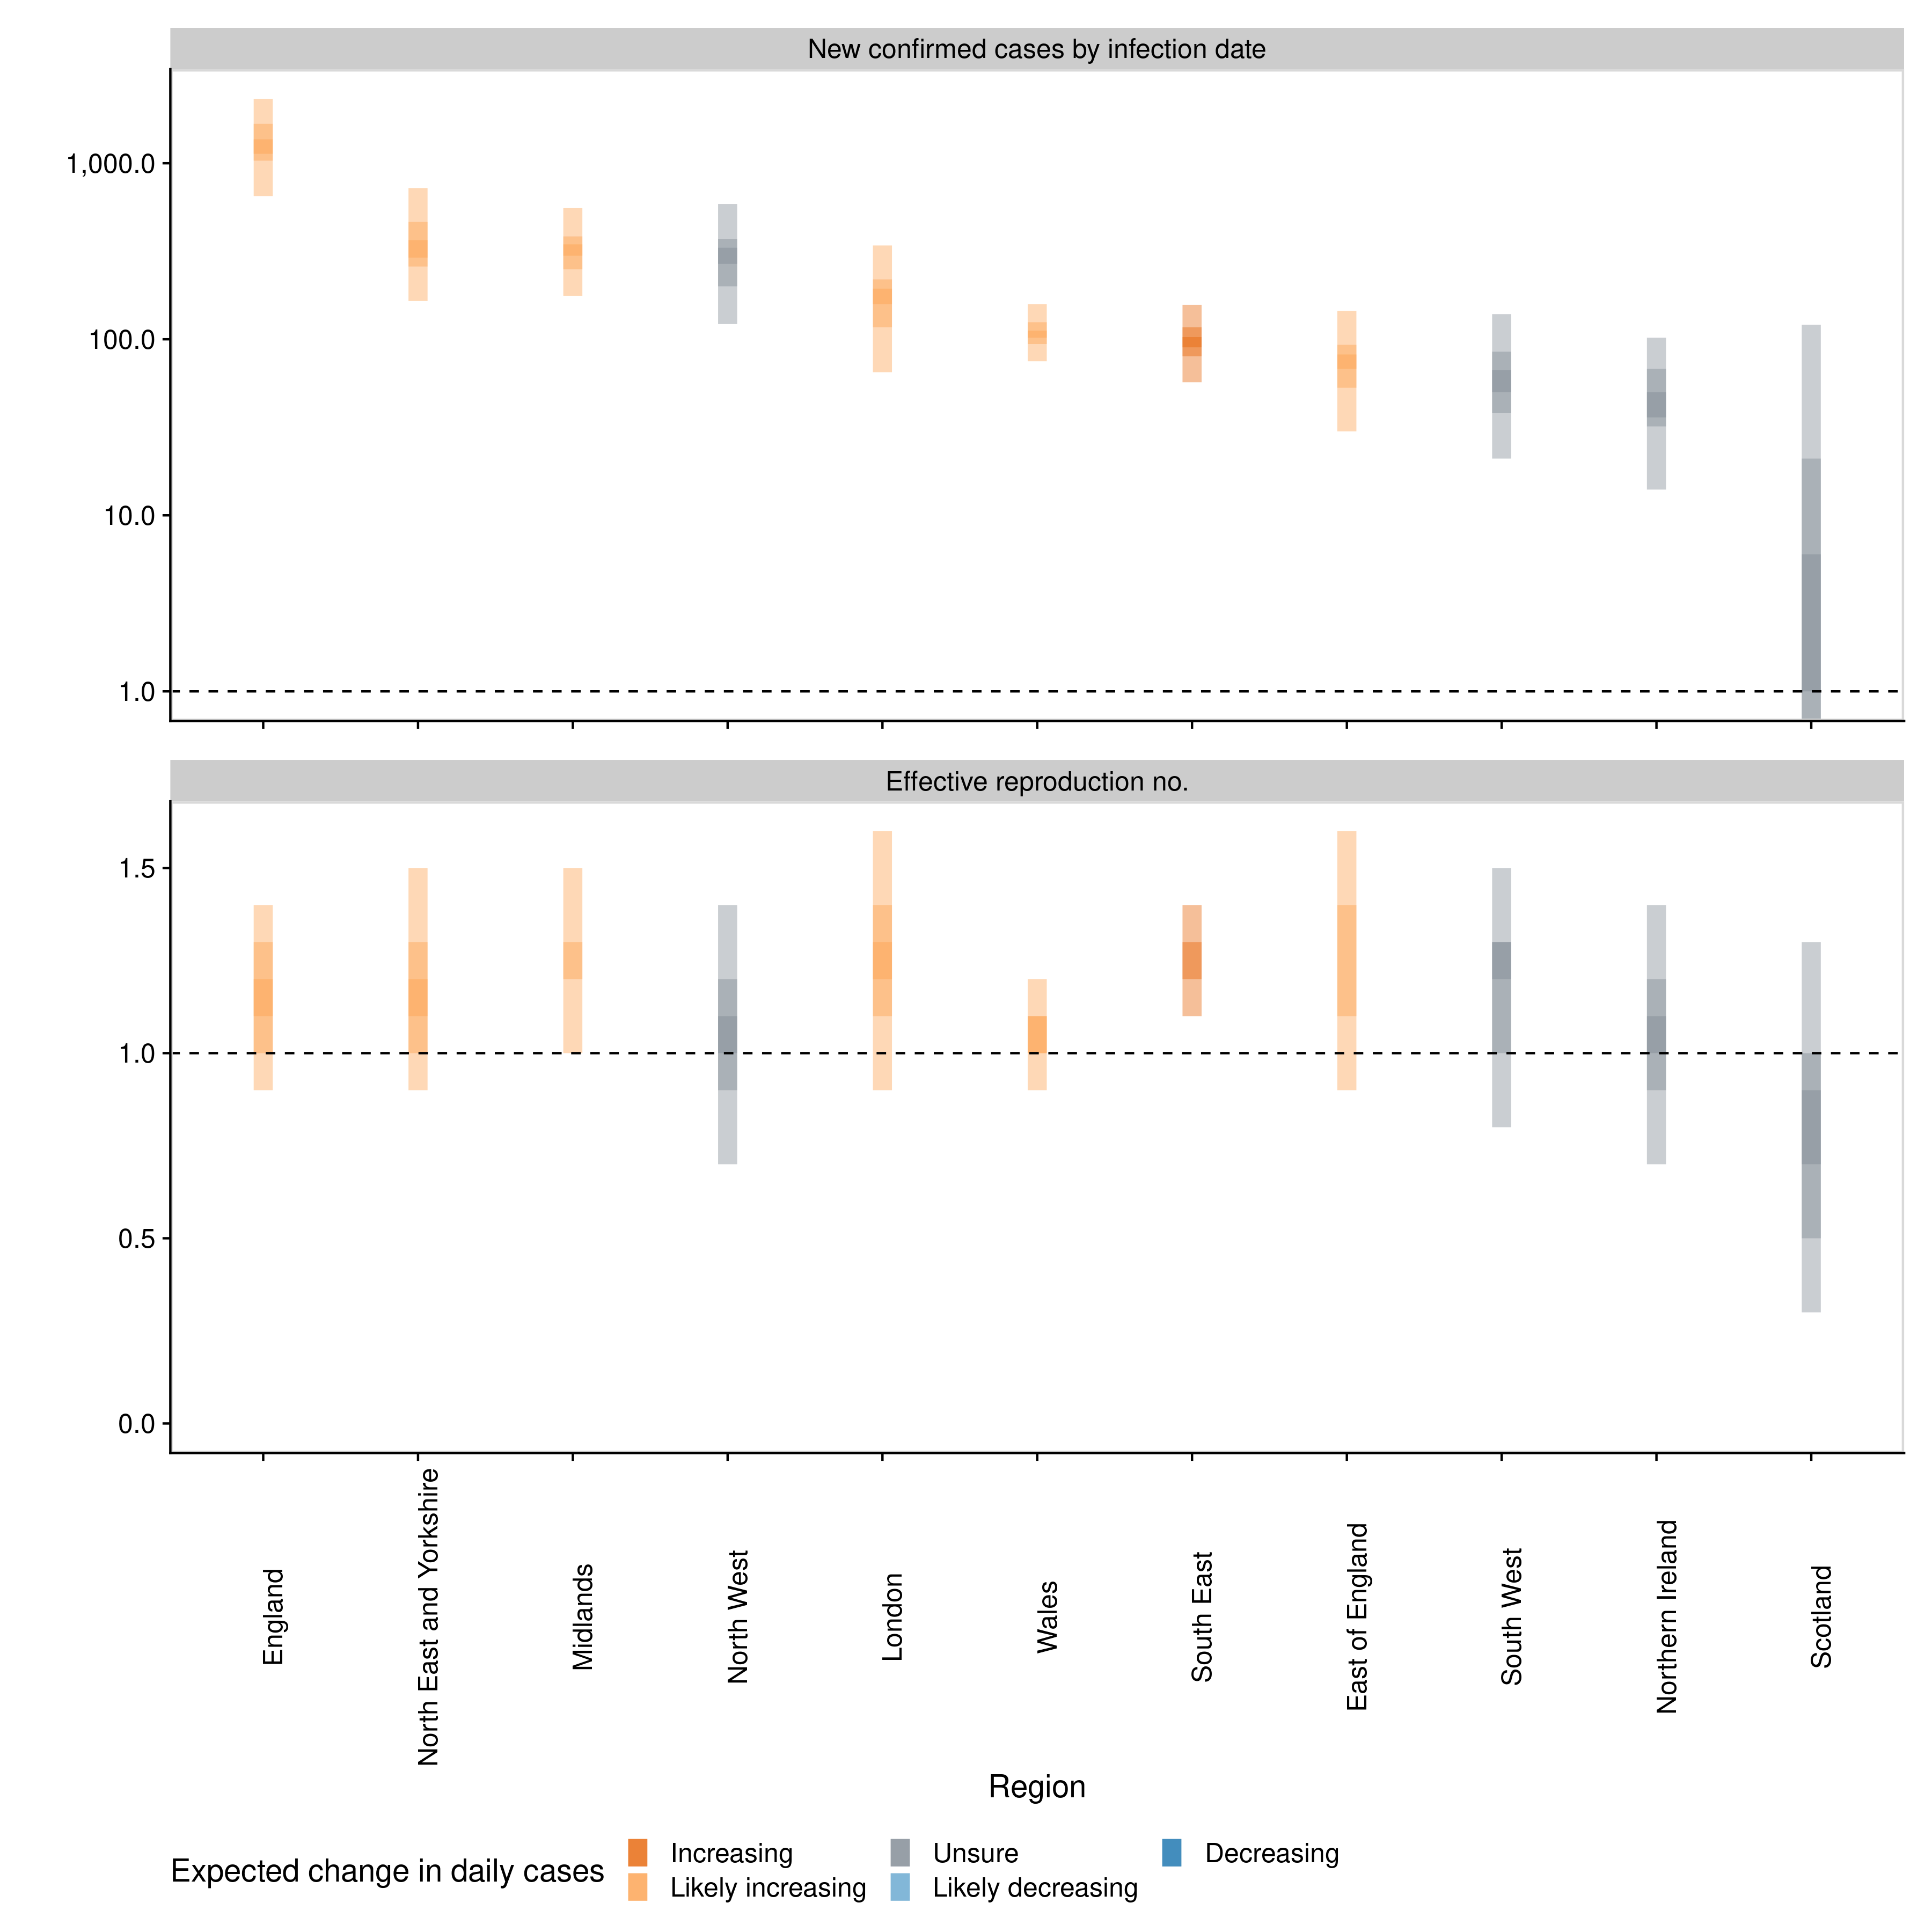 New confirmed cases by infection date
1,000.0
100.0
10.0
1.0
Effective reproduction no.
1.5
1.0
0.5
0.0
England
North East and Yorkshire
Midlands
North West
London
Wales
South East
East of England
South West
Northern Ireland
Scotland
Region
Expected change in daily cases
Increasing
Likely increasing
Unsure
Likely decreasing
Decreasing